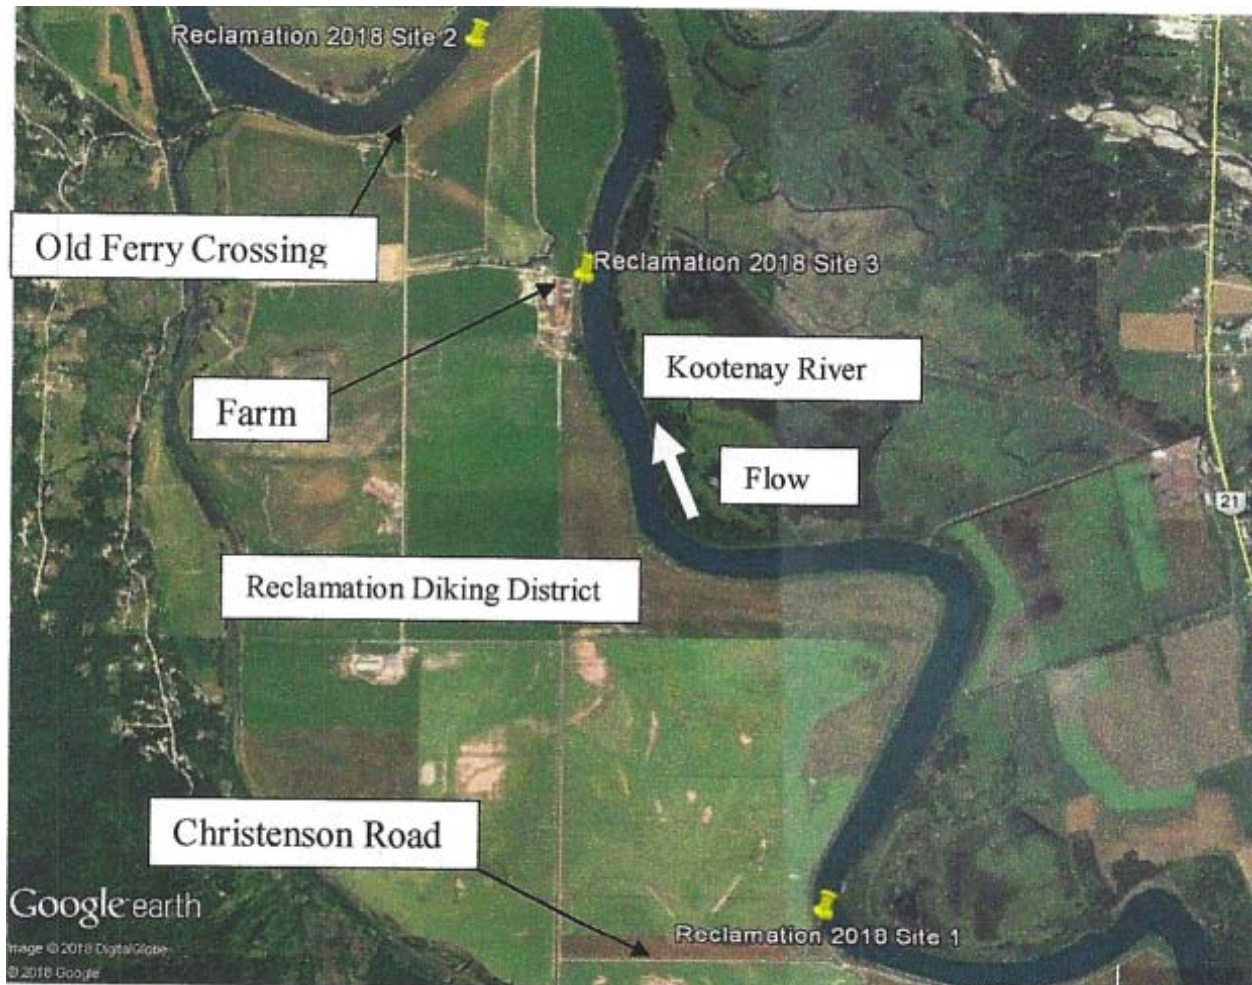 Reclamation 2018 Site 2
Old Ferry Crossing
Reclamation 2018 Site 3
Kootenay River
Farm
Flow
21
Reclamation Diking District
Christenson Road
Google earth
Reclamation 2018 Site 1
Image © 2018 DigitalGlobe
© 2018 Google